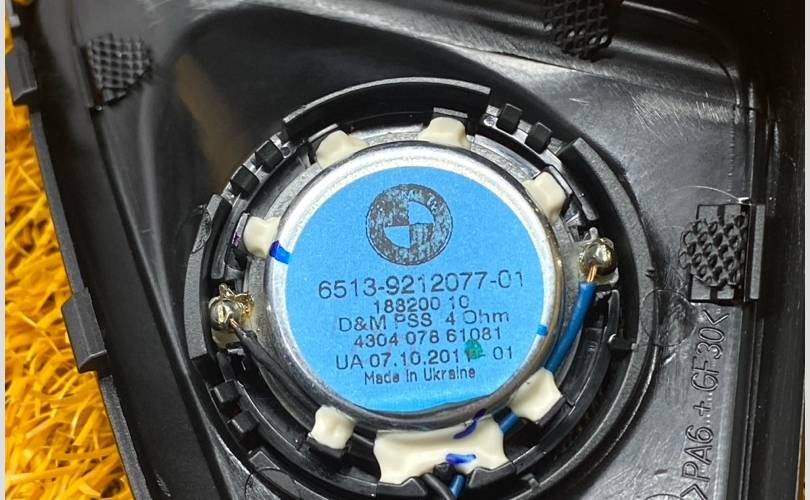 6513-9212077-01
188200 10
D&M PSS 4 Ohm
4304 078 61081
UA 07.10.201 - 01
Made in Ukraine
>PA6.+GF30<